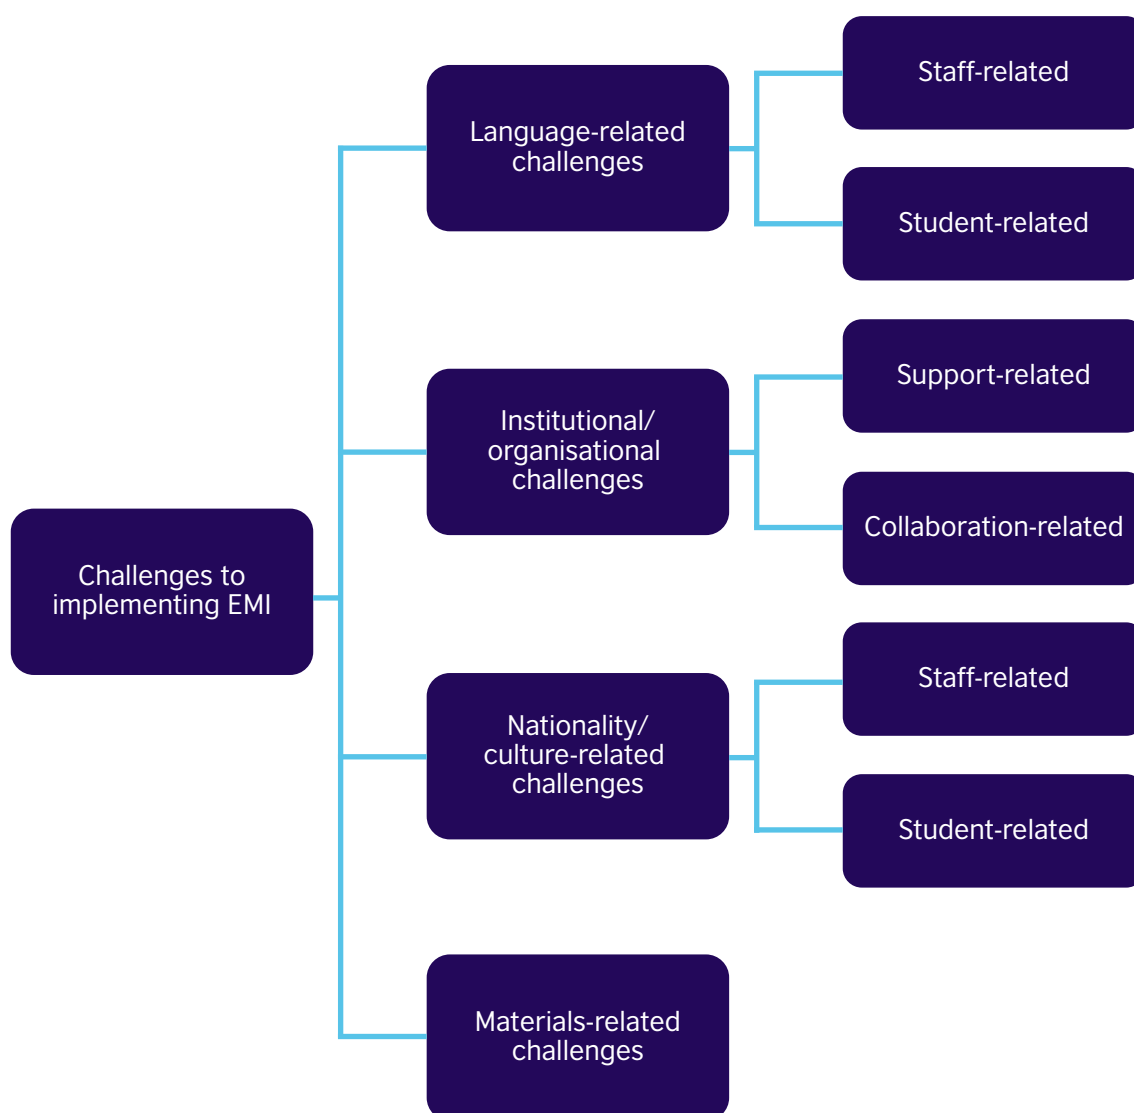 Challenges to
implementing EMI
Language-related
challenges
Staff-related
Student-related
Institutional/
organisational
challenges
Support-related
Collaboration-related
Nationality/
culture-related
challenges
Staff-related
Student-related
Materials-related
challenges